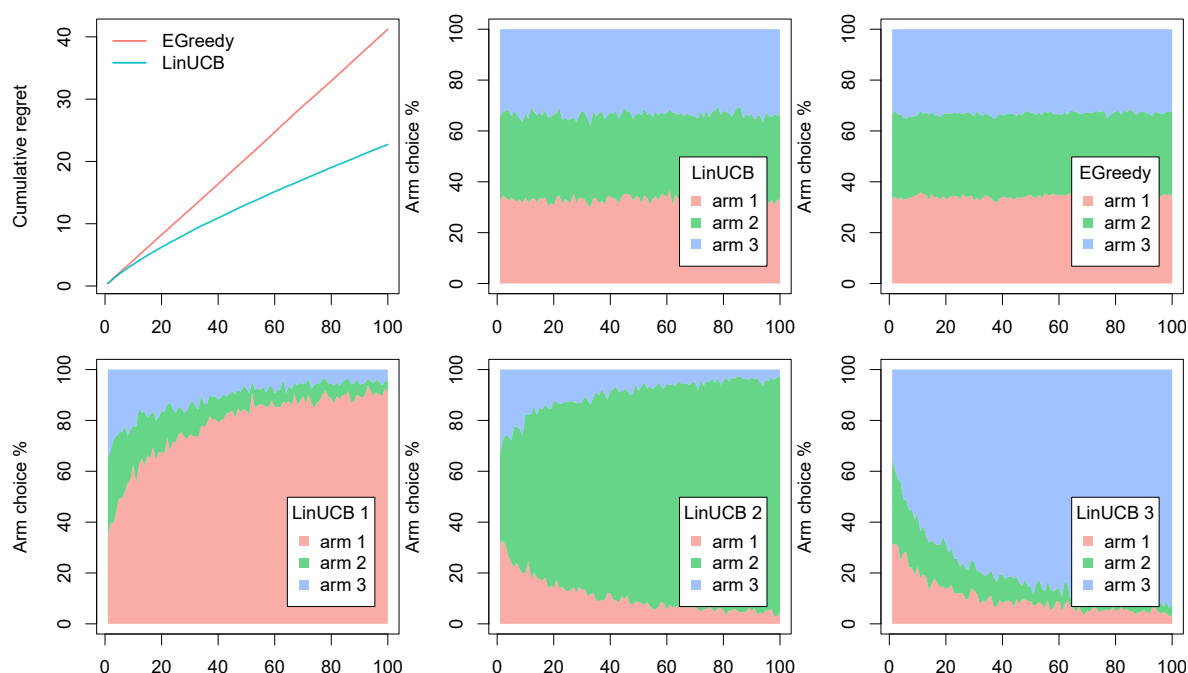 Cumulative regret
0
10
20
30
40
EGreedy
LinUCB
0 20 40 60 80 100
Arm choice %
0
20
40
60
80
100
LinUCB
arm 1
arm 2
arm 3
0 20 40 60 80 100
Arm choice %
0
20
40
60
80
100
EGreedy
arm 1
arm 2
arm 3
0 20 40 60 80 100
Arm choice %
0
20
40
60
80
100
LinUCB 1
arm 1
arm 2
arm 3
0 20 40 60 80 100
Arm choice %
0
20
40
60
80
100
LinUCB 2
arm 1
arm 2
arm 3
0 20 40 60 80 100
Arm choice %
0
20
40
60
80
100
LinUCB 3
arm 1
arm 2
arm 3
0 20 40 60 80 100